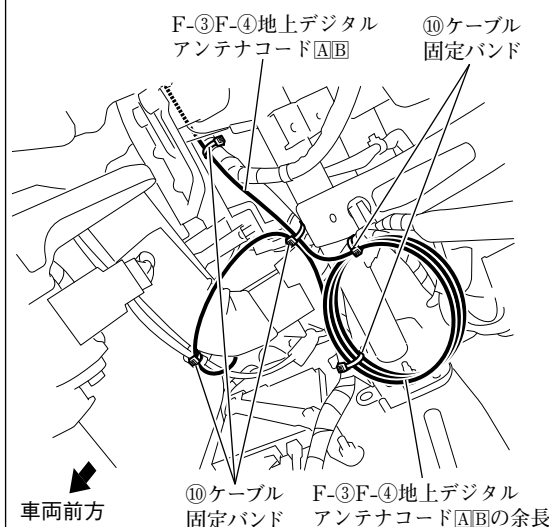 F-③F-④地上デジタル
アンテナコード🄰🄱
⑩ケーブル
固定バンド
車両前方
⑩ケーブル
固定バンド
F-③F-④地上デジタル
アンテナコード🄰🄱の余長